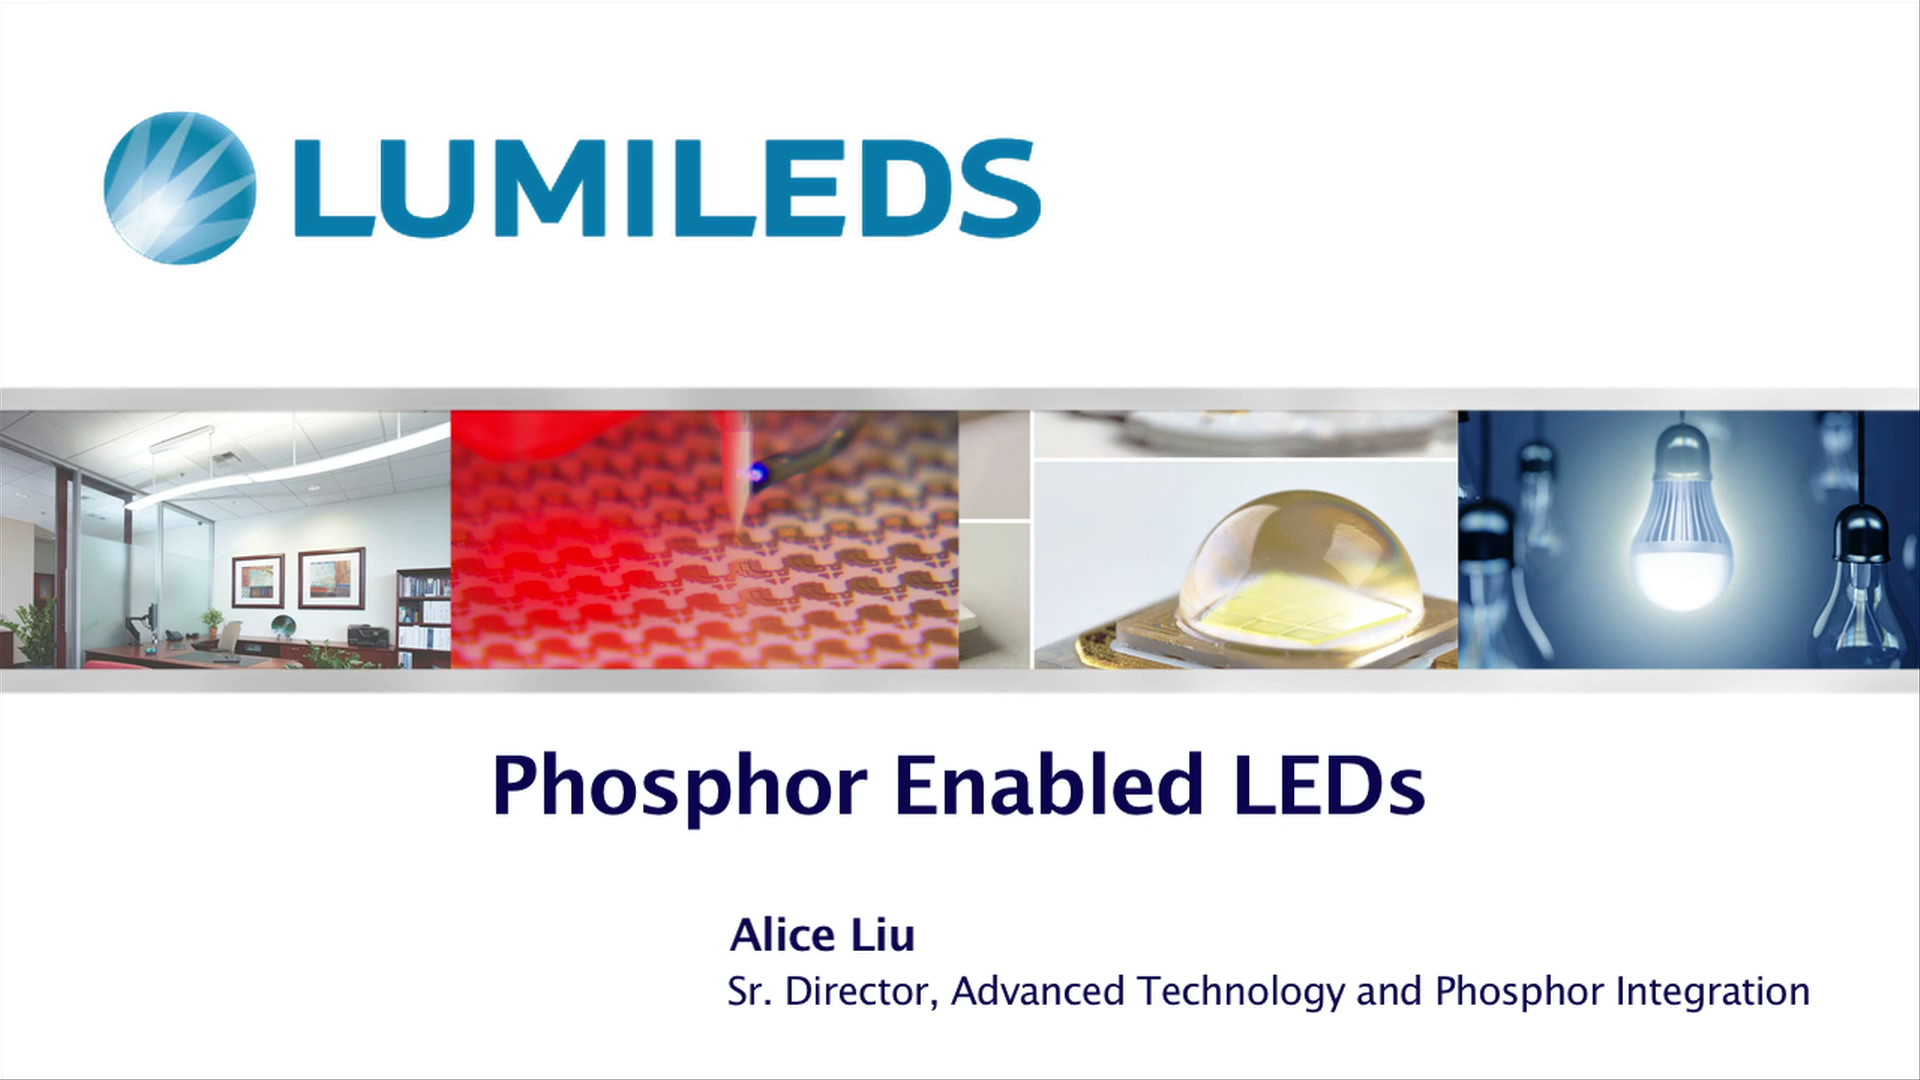 LUMILEDS
Phosphor Enabled LEDs
Alice Liu
Sr. Director, Advanced Technology and Phosphor Integration